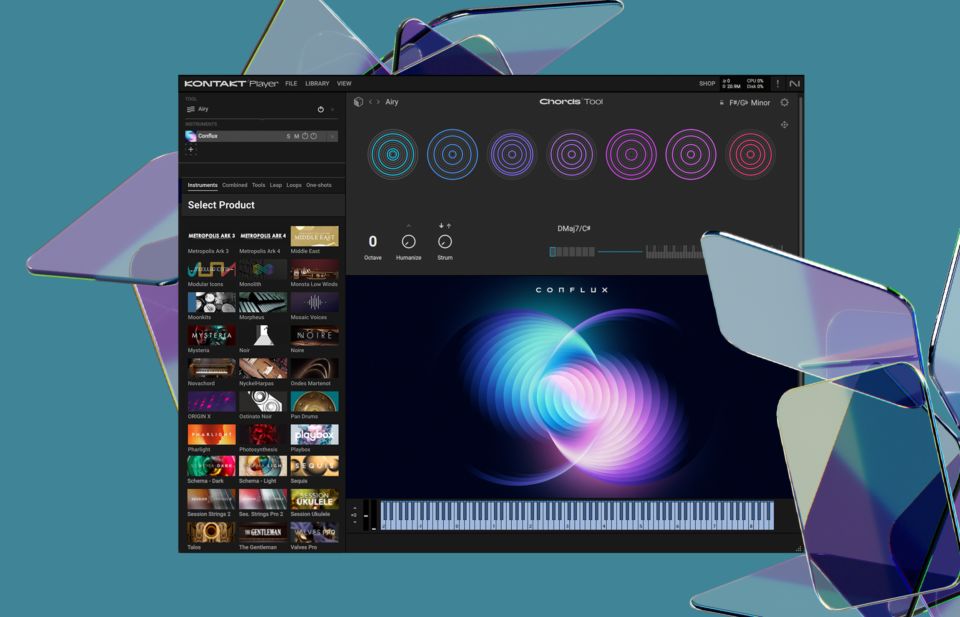 KONTAKT Player FILE LIBRARY VIEW SHOP 0 CPU 0% 20.9M Disk 0% ! NI
TOOL
Airy
INSTRUMENTS
Conflux S M
+
Airy Chords Tool F#/G♭ Minor
Instruments Combined Tools Leap Loops One-shots
Select Product
METROPOLIS ARK 3 METROPOLIS ARK 4 MIDDLE EAST
Metropolis Ark 3 Metropolis Ark 4 Middle East
Modular Icons Monolith Monsta Low Winds
Moonkits Morpheus Mosaic Voices
MYSTERIA NOIRE
Mysteria Noir Noire
Novachord NyckelHarpas Ondes Martenot
ORIGIN X Ostinato Noir Pan Drums
PHARLIGHT playbox
Pharlight Photosynthesis Playbox
SCHEMA DARK SCHEMA LIGHT SEQUIS
Schema - Dark Schema - Light Sequis
SESSION UKULELE
Session Strings 2 Ses. Strings Pro 2 Session Ukulele
THE GENTLEMAN VALVES PRO
Talos The Gentleman Valves Pro
0
Octave Humanize Strum
DMaj7/C#
CONFLUX